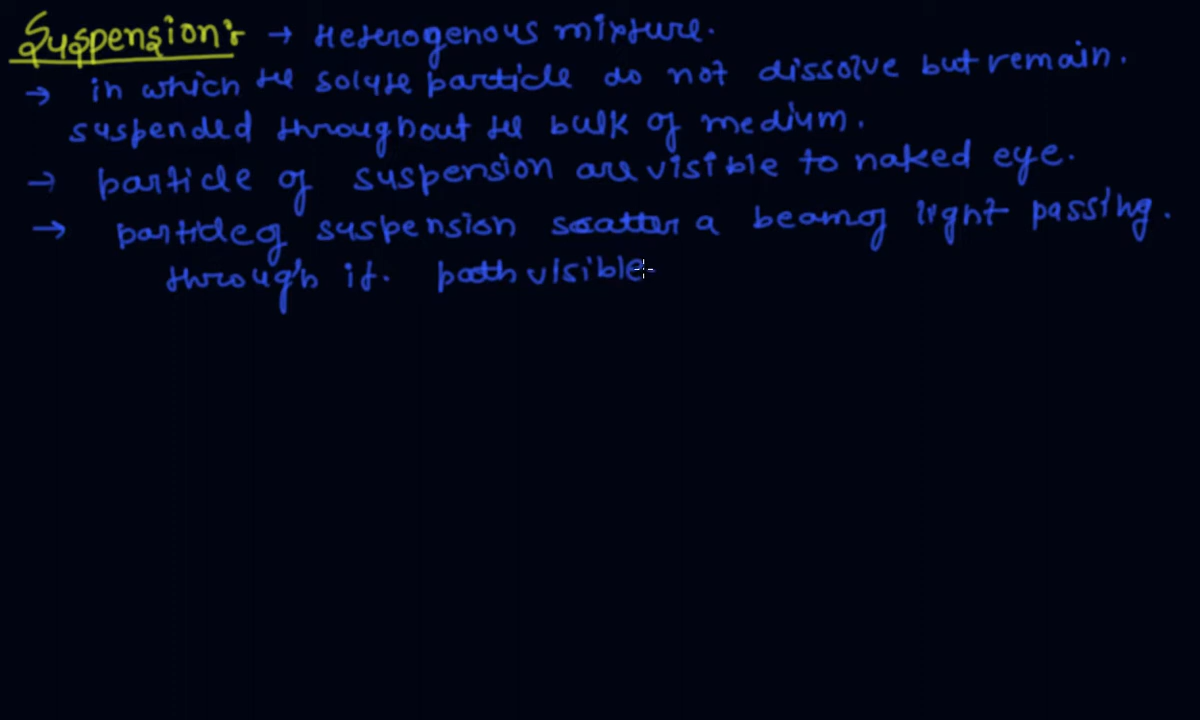 Suspension:- → Heterogenous mixture.
→ in which the solute particle do not dissolve but remain.
suspended throughout the bulk of medium.
→ particle of suspension are visible to naked eye.
→ particle of suspension scatter a beam of light passing.
through it. path visible